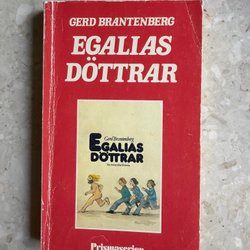 GERD BRANTENBERG
EGALIAS
DÖTTRAR
Gerd Brantenberg
EGALIAS
DÖTTRAR
Prismaserien